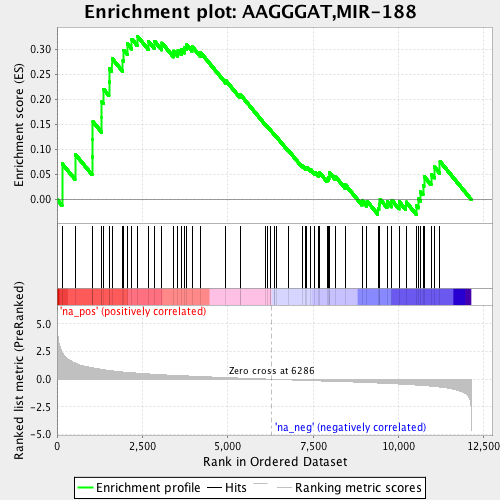 Enrichment plot: AAGGGAT,MIR-188
Enrichment score (ES)
0.30
0.25
0.20
0.15
0.10
0.05
0.00
'na_pos' (positively correlated)
Ranked list metric (PreRanked)
5.0
2.5
0.0
-2.5
-5.0
Zero cross at 6286
'na_neg' (negatively correlated)
0
2,500
5,000
7,500
10,000
12,500
Rank in Ordered Dataset
Enrichment profile
Hits
Ranking metric scores